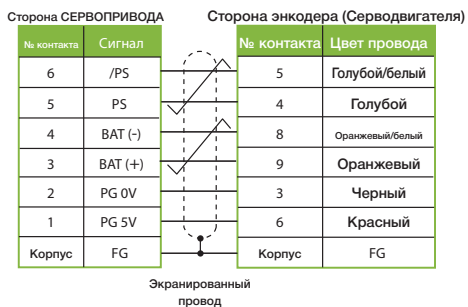 Сторона СЕРВОПРИВОДА Сторона энкодера (Серводвигателя)
№ контакта Сигнал № контакта Цвет провода
6 /PS 5 Голубой/белый
5 PS 4 Голубой
4 BAT (-) 8 Оранжевый/белый
3 BAT (+) 9 Оранжевый
2 PG 0V 3 Черный
1 PG 5V 6 Красный
Корпус FG Корпус FG
Экранированный
провод